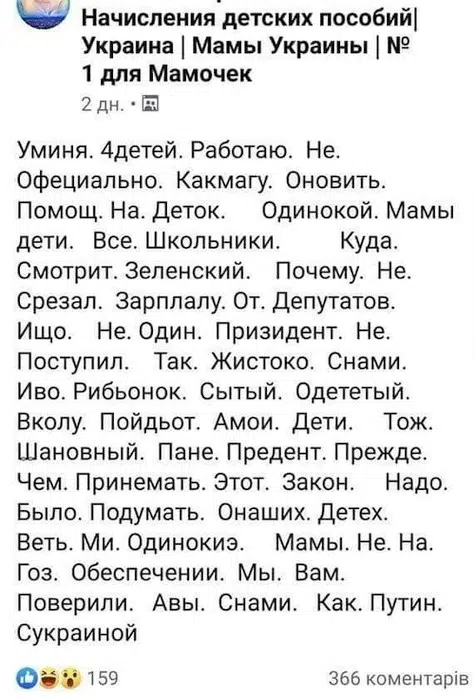 Начисления детских пособий|
Украина | Мамы Украины | №
1 для Мамочек
2 дн. •
Уминя. 4детей. Работаю. Не.
Офециально. Какмагу. Оновить.
Помощ. На. Деток. Одинокой. Мамы
дети. Все. Школьники. Куда.
Смотрит. Зеленский. Почему. Не.
Срезал. Зарплалу. От. Депутатов.
Ищо. Не. Один. Призидент. Не.
Поступил. Так. Жистоко. Снами.
Иво. Рибьонок. Сытый. Одететый.
Вколу. Пойдьот. Амои. Дети. Тож.
Шановный. Пане. Предент. Прежде.
Чем. Принемать. Этот. Закон. Надо.
Было. Подумать. Онаших. Детех.
Веть. Ми. Одинокиэ. Мамы. Не. На.
Гоз. Обеспечении. Мы. Вам.
Поверили. Авы. Снами. Как. Путин.
Сукраиной
159 366 коментарів